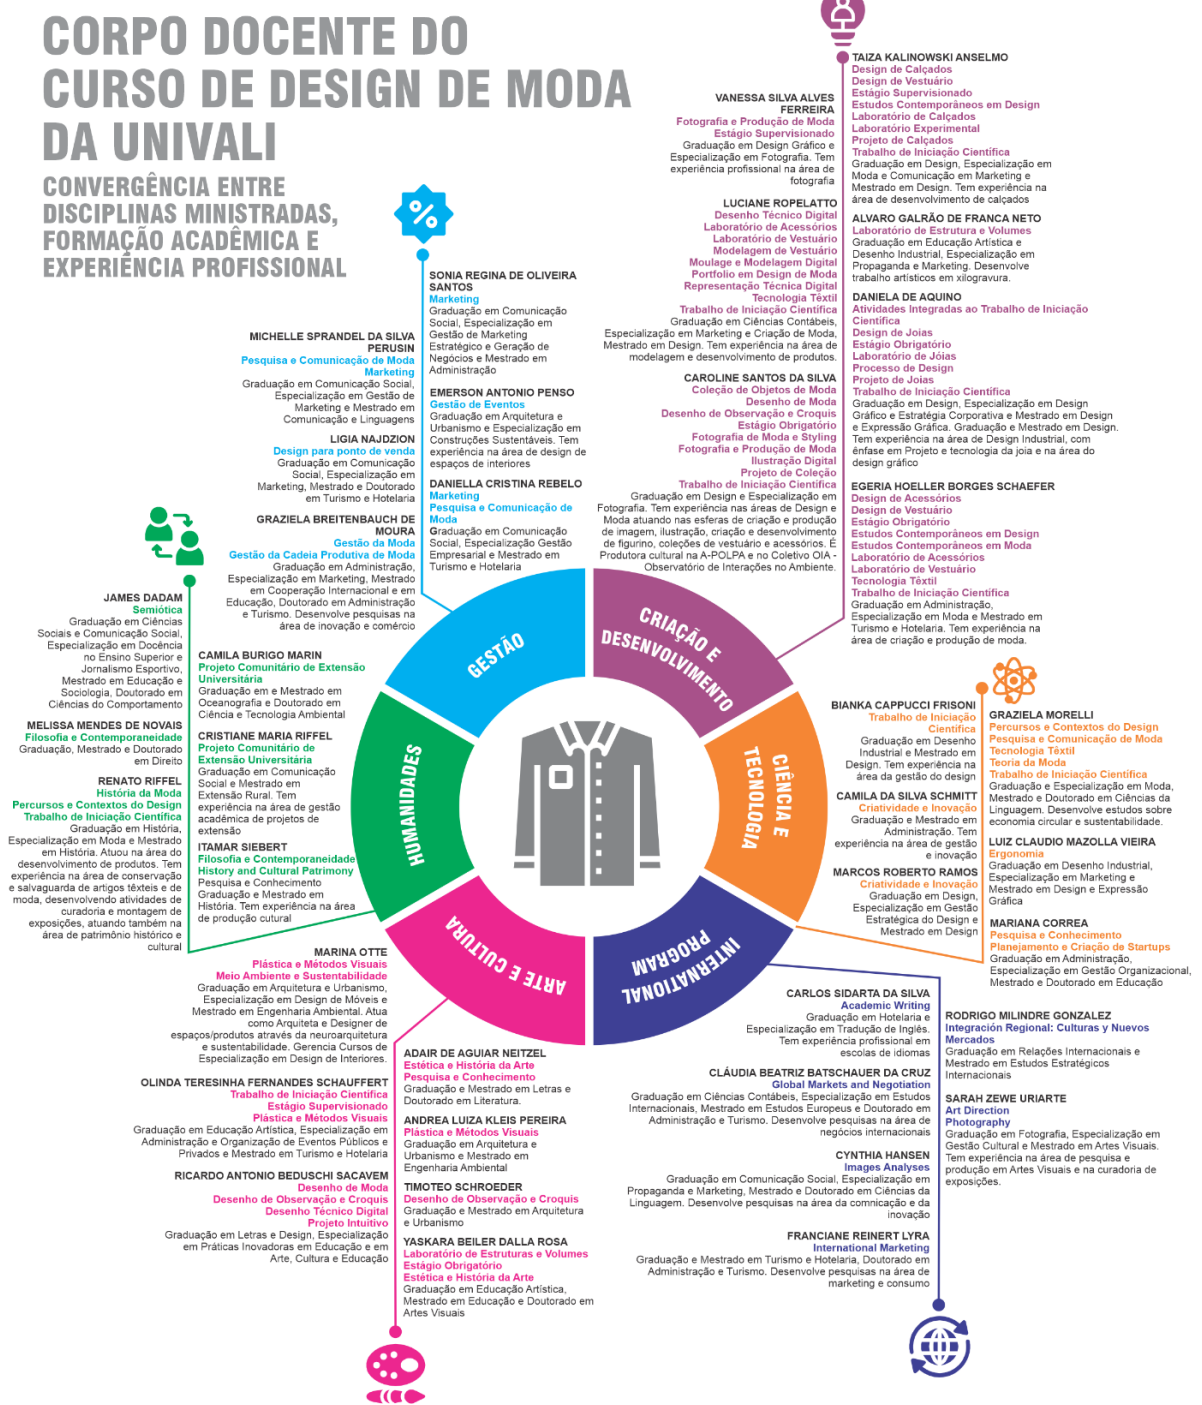 CORPO DOCENTE DO
CURSO DE DESIGN DE MODA
DA UNIVALI
CONVERGÊNCIA ENTRE
DISCIPLINAS MINISTRADAS,
FORMAÇÃO ACADÊMICA E
EXPERIÊNCIA PROFISSIONAL
%
SONIA REGINA DE OLIVEIRA
SANTOS
Marketing
Graduação em Comunicação
Social, Especialização em
Gestão de Marketing
Estratégico e Geração de
Negócios e Mestrado em
Administração
EMERSON ANTONIO PENSO
Gestão de Eventos
Graduação em Arquitetura e
Urbanismo e Especialização em
Construções Sustentáveis. Tem
experiência na área de design de
espaços de interiores
DANIELLA CRISTINA REBELO
Marketing
Pesquisa e Comunicação de
Moda
Graduação em Comunicação
Social, Especialização Gestão
Empresarial e Mestrado em
Turismo e Hotelaria
MICHELLE SPRANDEL DA SILVA
PERUSIN
Pesquisa e Comunicação de Moda
Marketing
Graduação em Comunicação Social,
Especialização em Gestão de
Marketing e Mestrado em
Comunicação e Linguagens
LIGIA NAJDZION
Design para ponto de venda
Graduação em Comunicação
Social, Especialização em
Marketing, Mestrado e Doutorado
em Turismo e Hotelaria
GRAZIELA BREITENBAUCH DE
MOURA
Gestão da Moda
Gestão da Cadeia Produtiva de Moda
Graduação em Administração,
Especialização em Marketing, Mestrado
em Cooperação Internacional e em
Educação, Doutorado em Administração
e Turismo. Desenvolve pesquisas na
área de inovação e comércio
VANESSA SILVA ALVES
FERREIRA
Fotografia e Produção de Moda
Estágio Supervisionado
Graduação em Design Gráfico e
Especialização em Fotografia. Tem
experiência profissional na área de
fotografia
LUCIANE ROPELATTO
Desenho Técnico Digital
Laboratório de Acessórios
Laboratório de Vestuário
Modelagem de Vestuário
Moulage e Modelagem Digital
Portfolio em Design de Moda
Representação Técnica Digital
Tecnologia Têxtil
Trabalho de Iniciação Científica
Graduação em Ciências Contábeis,
Especialização em Marketing e Criação de Moda,
Mestrado em Design. Tem experiência na área de
modelagem e desenvolvimento de produtos.
CAROLINE SANTOS DA SILVA
Coleção de Objetos de Moda
Desenho de Moda
Desenho de Observação e Croquis
Estágio Obrigatório
Fotografia de Moda e Styling
Fotografia e Produção de Moda
Ilustração Digital
Projeto de Coleção
Trabalho de Iniciação Científica
Graduação em Design e Especialização em
Fotografia. Tem experiência nas áreas de Design e
Moda atuando nas esferas de criação e produção
de imagem, ilustração, criação e desenvolvimento
de figurino, coleções de vestuário e acessórios. É
Produtora cultural na A-POLPA e no Coletivo OIA -
Observatório de Interações no Ambiente.
TAIZA KALINOWSKI ANSELMO
Design de Calçados
Design de Vestuário
Estágio Supervisionado
Estudos Contemporâneos em Design
Laboratório de Calçados
Laboratório Experimental
Projeto de Calçados
Trabalho de Iniciação Científica
Graduação em Design, Especialização em
Moda e Comunicação em Marketing e
Mestrado em Design. Tem experiência na
área de desenvolvimento de calçados
ALVARO GALRÃO DE FRANCA NETO
Laboratório de Estrutura e Volumes
Graduação em Educação Artística e
Desenho Industrial, Especialização em
Propaganda e Marketing. Desenvolve
trabalho artísticos em xilogravura.
DANIELA DE AQUINO
Atividades Integradas ao Trabalho de Iniciação
Científica
Design de Joias
Estágio Obrigatório
Laboratório de Jóias
Processo de Design
Projeto de Joias
Trabalho de Iniciação Científica
Graduação em Design, Especialização em Design
Gráfico e Estratégia Corporativa e Mestrado em Design
e Expressão Gráfica. Graduação e Mestrado em Design.
Tem experiência na área de Design Industrial, com
ênfase em Projeto e tecnologia da joia e na área do
design gráfico
EGERIA HOELLER BORGES SCHAEFER
Design de Acessórios
Design de Vestuário
Estágio Obrigatório
Estudos Contemporâneos em Design
Estudos Contemporâneos em Moda
Laboratório de Acessórios
Laboratório de Vestuário
Tecnologia Têxtil
Trabalho de Iniciação Científica
Graduação em Administração,
Especialização em Moda e Mestrado em
Turismo e Hotelaria. Tem experiência na
área de criação e produção de moda.
JAMES DADAM
Semiótica
Graduação em Ciências
Sociais e Comunicação Social,
Especialização em Docência
no Ensino Superior e
Jornalismo Esportivo,
Mestrado em Educação e
Sociologia, Doutorado em
Ciências do Comportamento
MELISSA MENDES DE NOVAIS
Filosofia e Contemporaneidade
Graduação, Mestrado e Doutorado
em Direito
RENATO RIFFEL
História da Moda
Percursos e Contextos do Design
Trabalho de Iniciação Científica
Graduação em História,
Especialização em Moda e Mestrado
em História. Atuou na área do
desenvolvimento de produtos. Tem
experiência na área de conservação
e salvaguarda de artigos têxteis e de
moda, desenvolvendo atividades de
curadoria e montagem de
exposições, atuando também na
área de patrimônio histórico e
cultural
CAMILA BURIGO MARIN
Projeto Comunitário de Extensão
Universitária
Graduação em e Mestrado em
Oceanografia e Doutorado em
Ciência e Tecnologia Ambiental
CRISTIANE MARIA RIFFEL
Projeto Comunitário de
Extensão Universitária
Graduação em Comunicação
Social e Mestrado em
Extensão Rural. Tem
experiência na área de gestão
acadêmica de projetos de
extensão
ITAMAR SIEBERT
Filosofia e Contemporaneidade
History and Cultural Patrimony
Pesquisa e Conhecimento
Graduação e Mestrado em
História. Tem experiência na área
de produção cutural
GESTÃO
CRIAÇÃO E
DESENVOLVIMENTO
HUMANIDADES
CIÊNCIA E
TECNOLOGIA
ARTE E CULTURA
INTERNATIONAL
PROGRAM
BIANKA CAPPUCCI FRISONI
Trabalho de Iniciação
Científica
Graduação em Desenho
Industrial e Mestrado em
Design. Tem experiência na
área da gestão do design
CAMILA DA SILVA SCHMITT
Criatividade e Inovação
Graduação e Mestrado em
Administração. Tem
experiência na área de gestão
e inovação
MARCOS ROBERTO RAMOS
Criatividade e Inovação
Graduação em Design,
Especialização em Gestão
Estratégica do Design e
Mestrado em Design
GRAZIELA MORELLI
Percursos e Contextos do Design
Pesquisa e Comunicação de Moda
Tecnologia Têxtil
Teoria da Moda
Trabalho de Iniciação Científica
Graduação e Especialização em Moda,
Mestrado e Doutorado em Ciências da
Linguagem. Desenvolve estudos sobre
economia circular e sustentabilidade.
LUIZ CLAUDIO MAZOLLA VIEIRA
Ergonomia
Graduação em Desenho Industrial,
Especialização em Marketing e
Mestrado em Design e Expressão
Gráfica
MARIANA CORREA
Pesquisa e Conhecimento
Planejamento e Criação de Startups
Graduação em Administração,
Especialização em Gestão Organizacional,
Mestrado e Doutorado em Educação
MARINA OTTE
Plástica e Métodos Visuais
Meio Ambiente e Sustentabilidade
Graduação em Arquitetura e Urbanismo,
Especialização em Design de Móveis e
Mestrado em Engenharia Ambiental. Atua
como Arquiteta e Designer de
espaços/produtos através da neuroarquitetura
e sustentabilidade. Gerencia Cursos de
Especialização em Design de Interiores.
OLINDA TERESINHA FERNANDES SCHAUFFERT
Trabalho de Iniciação Científica
Estágio Supervisionado
Plástica e Métodos Visuais
Graduação em Educação Artística, Especialização em
Administração e Organização de Eventos Públicos e
Privados e Mestrado em Turismo e Hotelaria
RICARDO ANTONIO BEDUSCHI SACAVEM
Desenho de Moda
Desenho de Observação e Croquis
Desenho Técnico Digital
Projeto Intuitivo
Graduação em Letras e Design, Especialização
em Práticas Inovadoras em Educação e em
Arte, Cultura e Educação
ADAIR DE AGUIAR NEITZEL
Estética e História da Arte
Pesquisa e Conhecimento
Graduação e Mestrado em Letras e
Doutorado em Literatura.
ANDREA LUIZA KLEIS PEREIRA
Plástica e Métodos Visuais
Graduação em Arquitetura e
Urbanismo e Mestrado em
Engenharia Ambiental
TIMOTEO SCHROEDER
Desenho de Observação e Croquis
Graduação e Mestrado em Arquitetura
e Urbanismo
YASKARA BEILER DALLA ROSA
Laboratório de Estruturas e Volumes
Estágio Obrigatório
Estética e História da Arte
Graduação em Educação Artística,
Mestrado em Educação e Doutorado em
Artes Visuais
CARLOS SIDARTA DA SILVA
Academic Writing
Graduação em Hotelaria e
Especialização em Tradução de Inglês.
Tem experiência profissional em
escolas de idiomas
CLÁUDIA BEATRIZ BATSCHAUER DA CRUZ
Global Markets and Negotiation
Graduação em Ciências Contábeis, Especialização em Estudos
Internacionais, Mestrado em Estudos Europeus e Doutorado em
Administração e Turismo. Desenvolve pesquisas na área de
negócios internacionais
CYNTHIA HANSEN
Images Analyses
Graduação em Comunicação Social, Especialização em
Propaganda e Marketing, Mestrado e Doutorado em Ciências da
Linguagem. Desenvolve pesquisas na área da comnicação e da
inovação
FRANCIANE REINERT LYRA
International Marketing
Graduação e Mestrado em Turismo e Hotelaria, Doutorado em
Administração e Turismo. Desenvolve pesquisas na área de
marketing e consumo
RODRIGO MILINDRE GONZALEZ
Integración Regional: Culturas y Nuevos
Mercados
Graduação em Relações Internacionais e
Mestrado em Estudos Estratégicos
Internacionais
SARAH ZEWE URIARTE
Art Direction
Photography
Graduação em Fotografia, Especialização em
Gestão Cultural e Mestrado em Artes Visuais.
Tem experiência na área de pesquisa e
produção em Artes Visuais e na curadoria de
exposições.